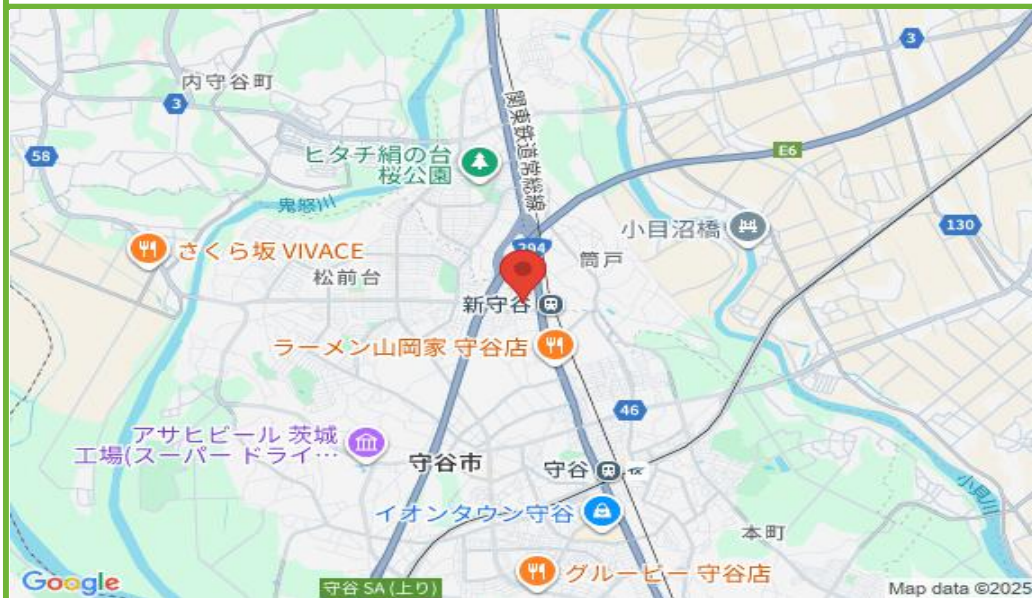 3
内守谷町
3
関東鉄道常総線
58
ヒタチ絹の台
桜公園
E6
鬼怒川
小目沼橋
130
さくら坂 VIVACE
294
筒戸
松前台
新守谷
ラーメン山岡家 守谷店
46
アサヒビール 茨城
工場(スーパー ドライ…
守谷市
守谷
イオンタウン守谷
小貝川
本町
グルービー 守谷店
Google
守谷 SA (上り)
Map data ©2025